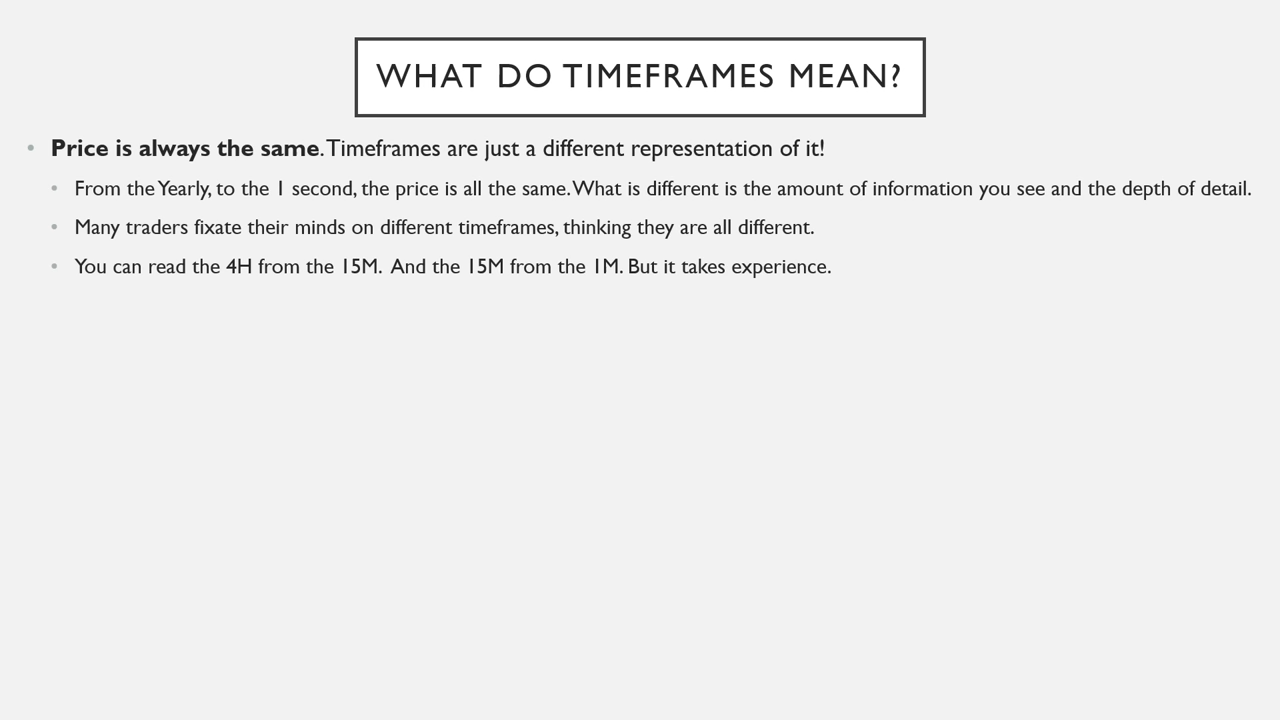 WHAT DO TIMEFRAMES MEAN?
• Price is always the same. Timeframes are just a different representation of it!
• From the Yearly, to the 1 second, the price is all the same. What is different is the amount of information you see and the depth of detail.
• Many traders fixate their minds on different timeframes, thinking they are all different.
• You can read the 4H from the 15M.  And the 15M from the 1M. But it takes experience.